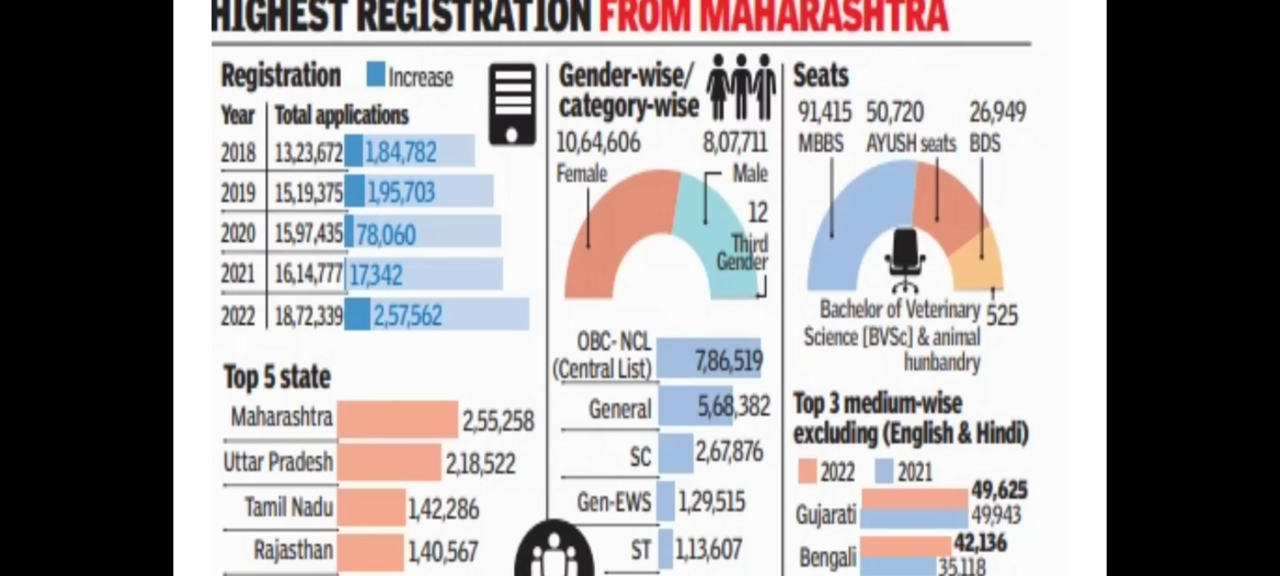 HIGHEST REGISTRATION FROM MAHARASHTRA
Registration Increase
Year Total applications
2018 13,23,672 1,84,782
2019 15,19,375 1,95,703
2020 15,97,435 78,060
2021 16,14,777 17,342
2022 18,72,339 2,57,562
Top 5 state
Maharashtra 2,55,258
Uttar Pradesh 2,18,522
Tamil Nadu 1,42,286
Rajasthan 1,40,567
Gender-wise/
category-wise
10,64,606 8,07,711
Female Male
12
Third
Gender
OBC- NCL
(Central List) 7,86,519
General 5,68,382
SC 2,67,876
Gen-EWS 1,29,515
ST 1,13,607
Seats
91,415 50,720 26,949
MBBS AYUSH seats BDS
Bachelor of Veterinary 525
Science [BVSc] & animal
hunbandry
Top 3 medium-wise
excluding (English & Hindi)
2022 2021
49,625
Gujarati 49,943
42,136
Bengali 35,118